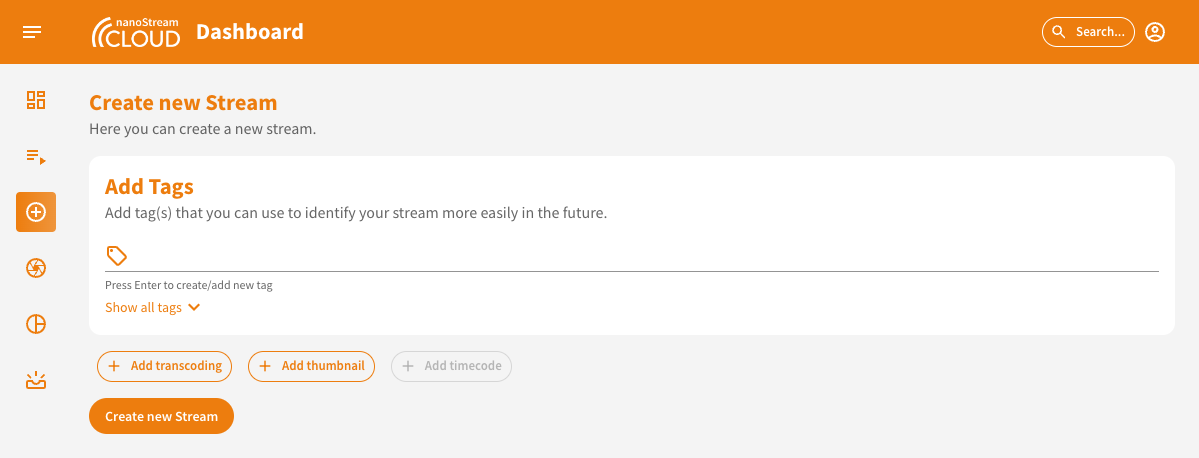 nanoStream
CLOUD
Dashboard
Search...
Create new Stream
Here you can create a new stream.
Add Tags
Add tag(s) that you can use to identify your stream more easily in the future.
Press Enter to create/add new tag
Show all tags
Add transcoding
Add thumbnail
Add timecode
Create new Stream